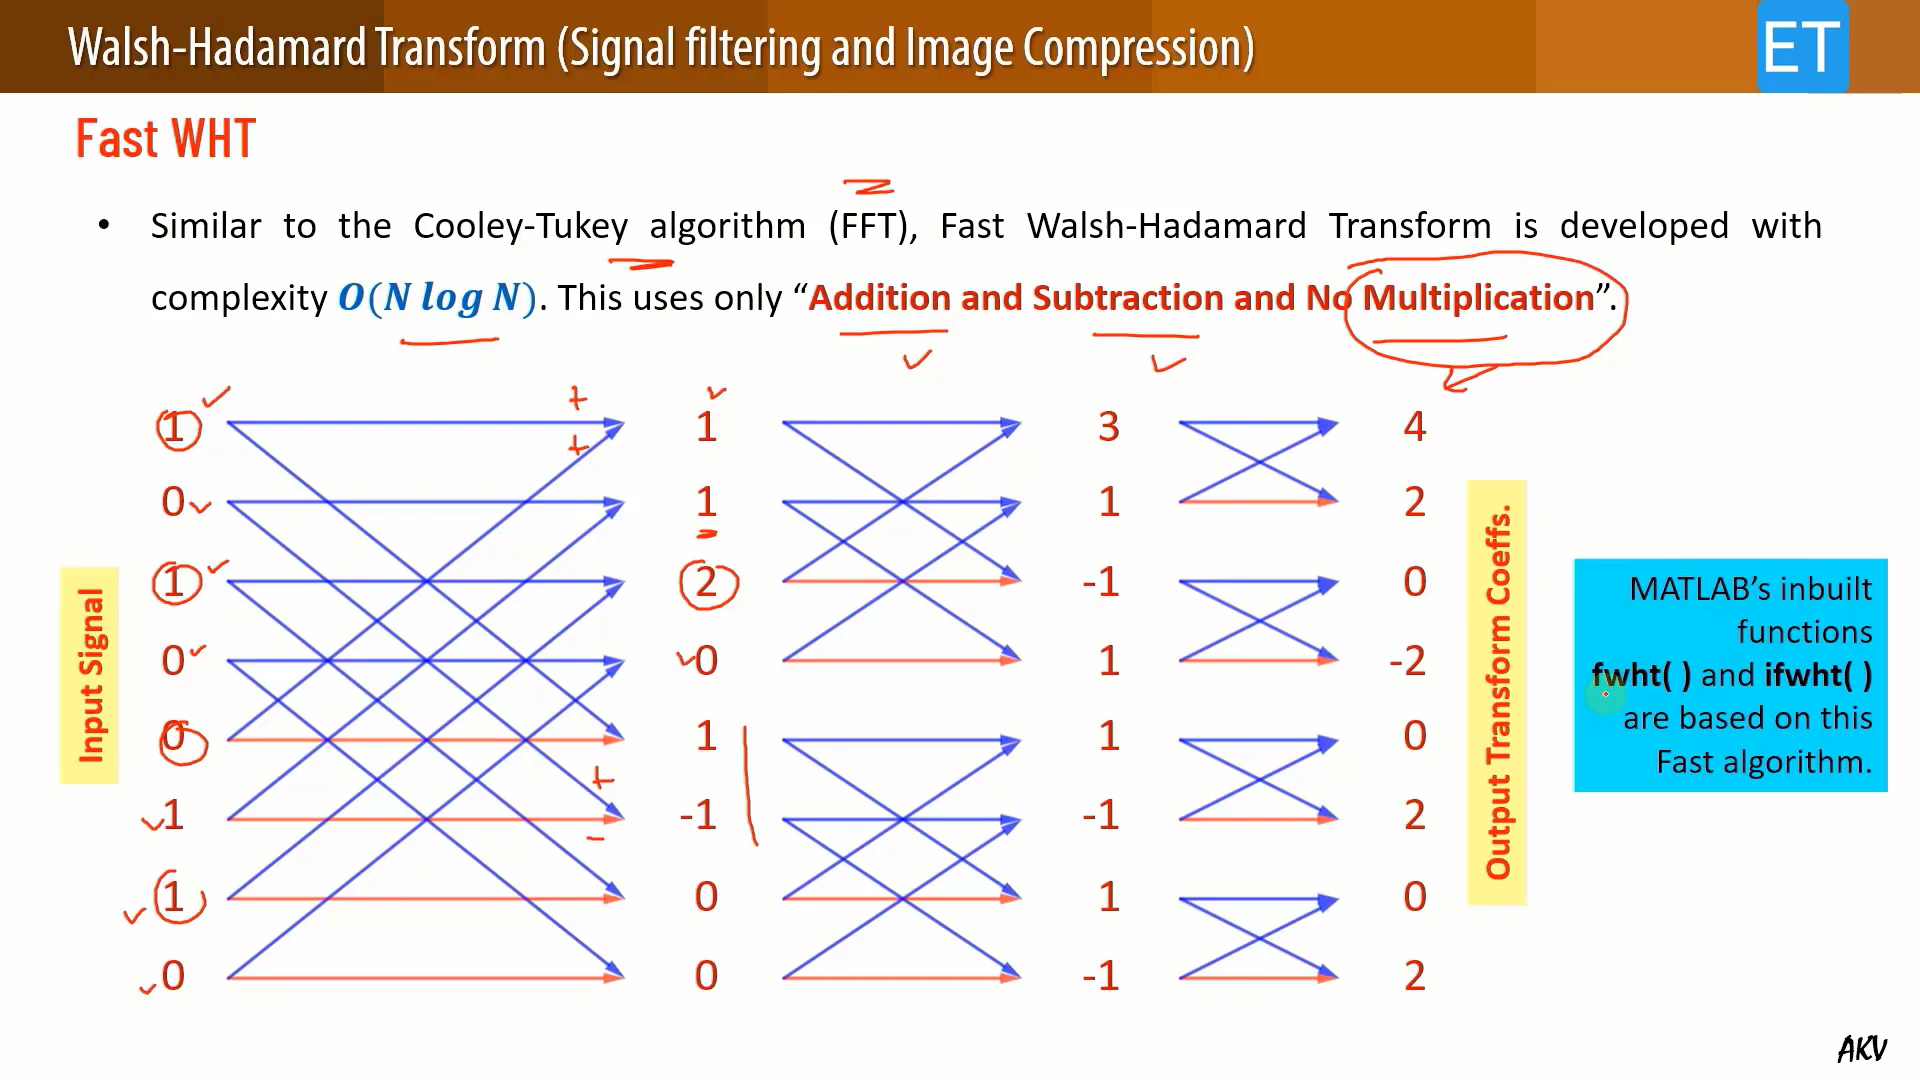 Walsh-Hadamard Transform (Signal filtering and Image Compression)
ET
Fast WHT
• Similar to the Cooley-Tukey algorithm (FFT), Fast Walsh-Hadamard Transform is developed with
complexity O(N log N). This uses only “Addition and Subtraction and No Multiplication”.
Input Signal
1 + + 1 3 4
0 1 1 2
1 2 -1 0
0 0 1 -2
0 1 1 0
1 + - -1 -1 2
1 0 1 0
0 0 -1 2
Output Transform Coeffs.
MATLAB’s inbuilt
functions
fwht( ) and ifwht( )
are based on this
Fast algorithm.
AKV